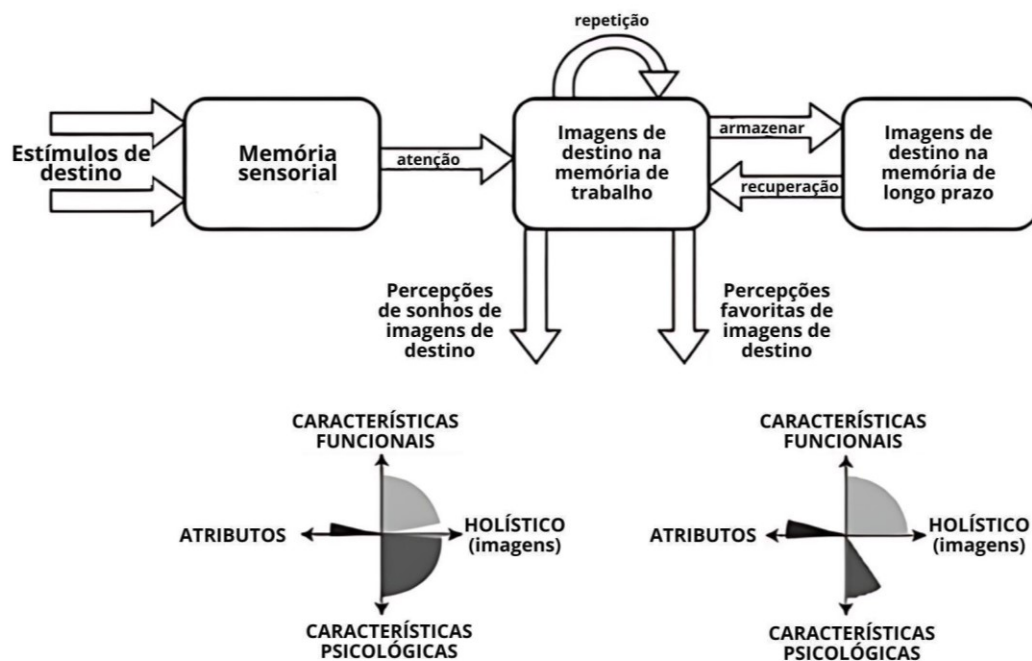 repetição
Estímulos de
destino
Memória
sensorial
atenção
Imagens de
destino na
memória de
trabalho
armazenar
recuperação
Imagens de
destino na
memória de
longo prazo
Percepções
de sonhos de
imagens de
destino
Percepções
favoritas de
imagens de
destino
CARACTERÍSTICAS
FUNCIONAIS
ATRIBUTOS
HOLÍSTICO
(imagens)
CARACTERÍSTICAS
PSICOLÓGICAS
CARACTERÍSTICAS
FUNCIONAIS
ATRIBUTOS
HOLÍSTICO
(imagens)
CARACTERÍSTICAS
PSICOLÓGICAS